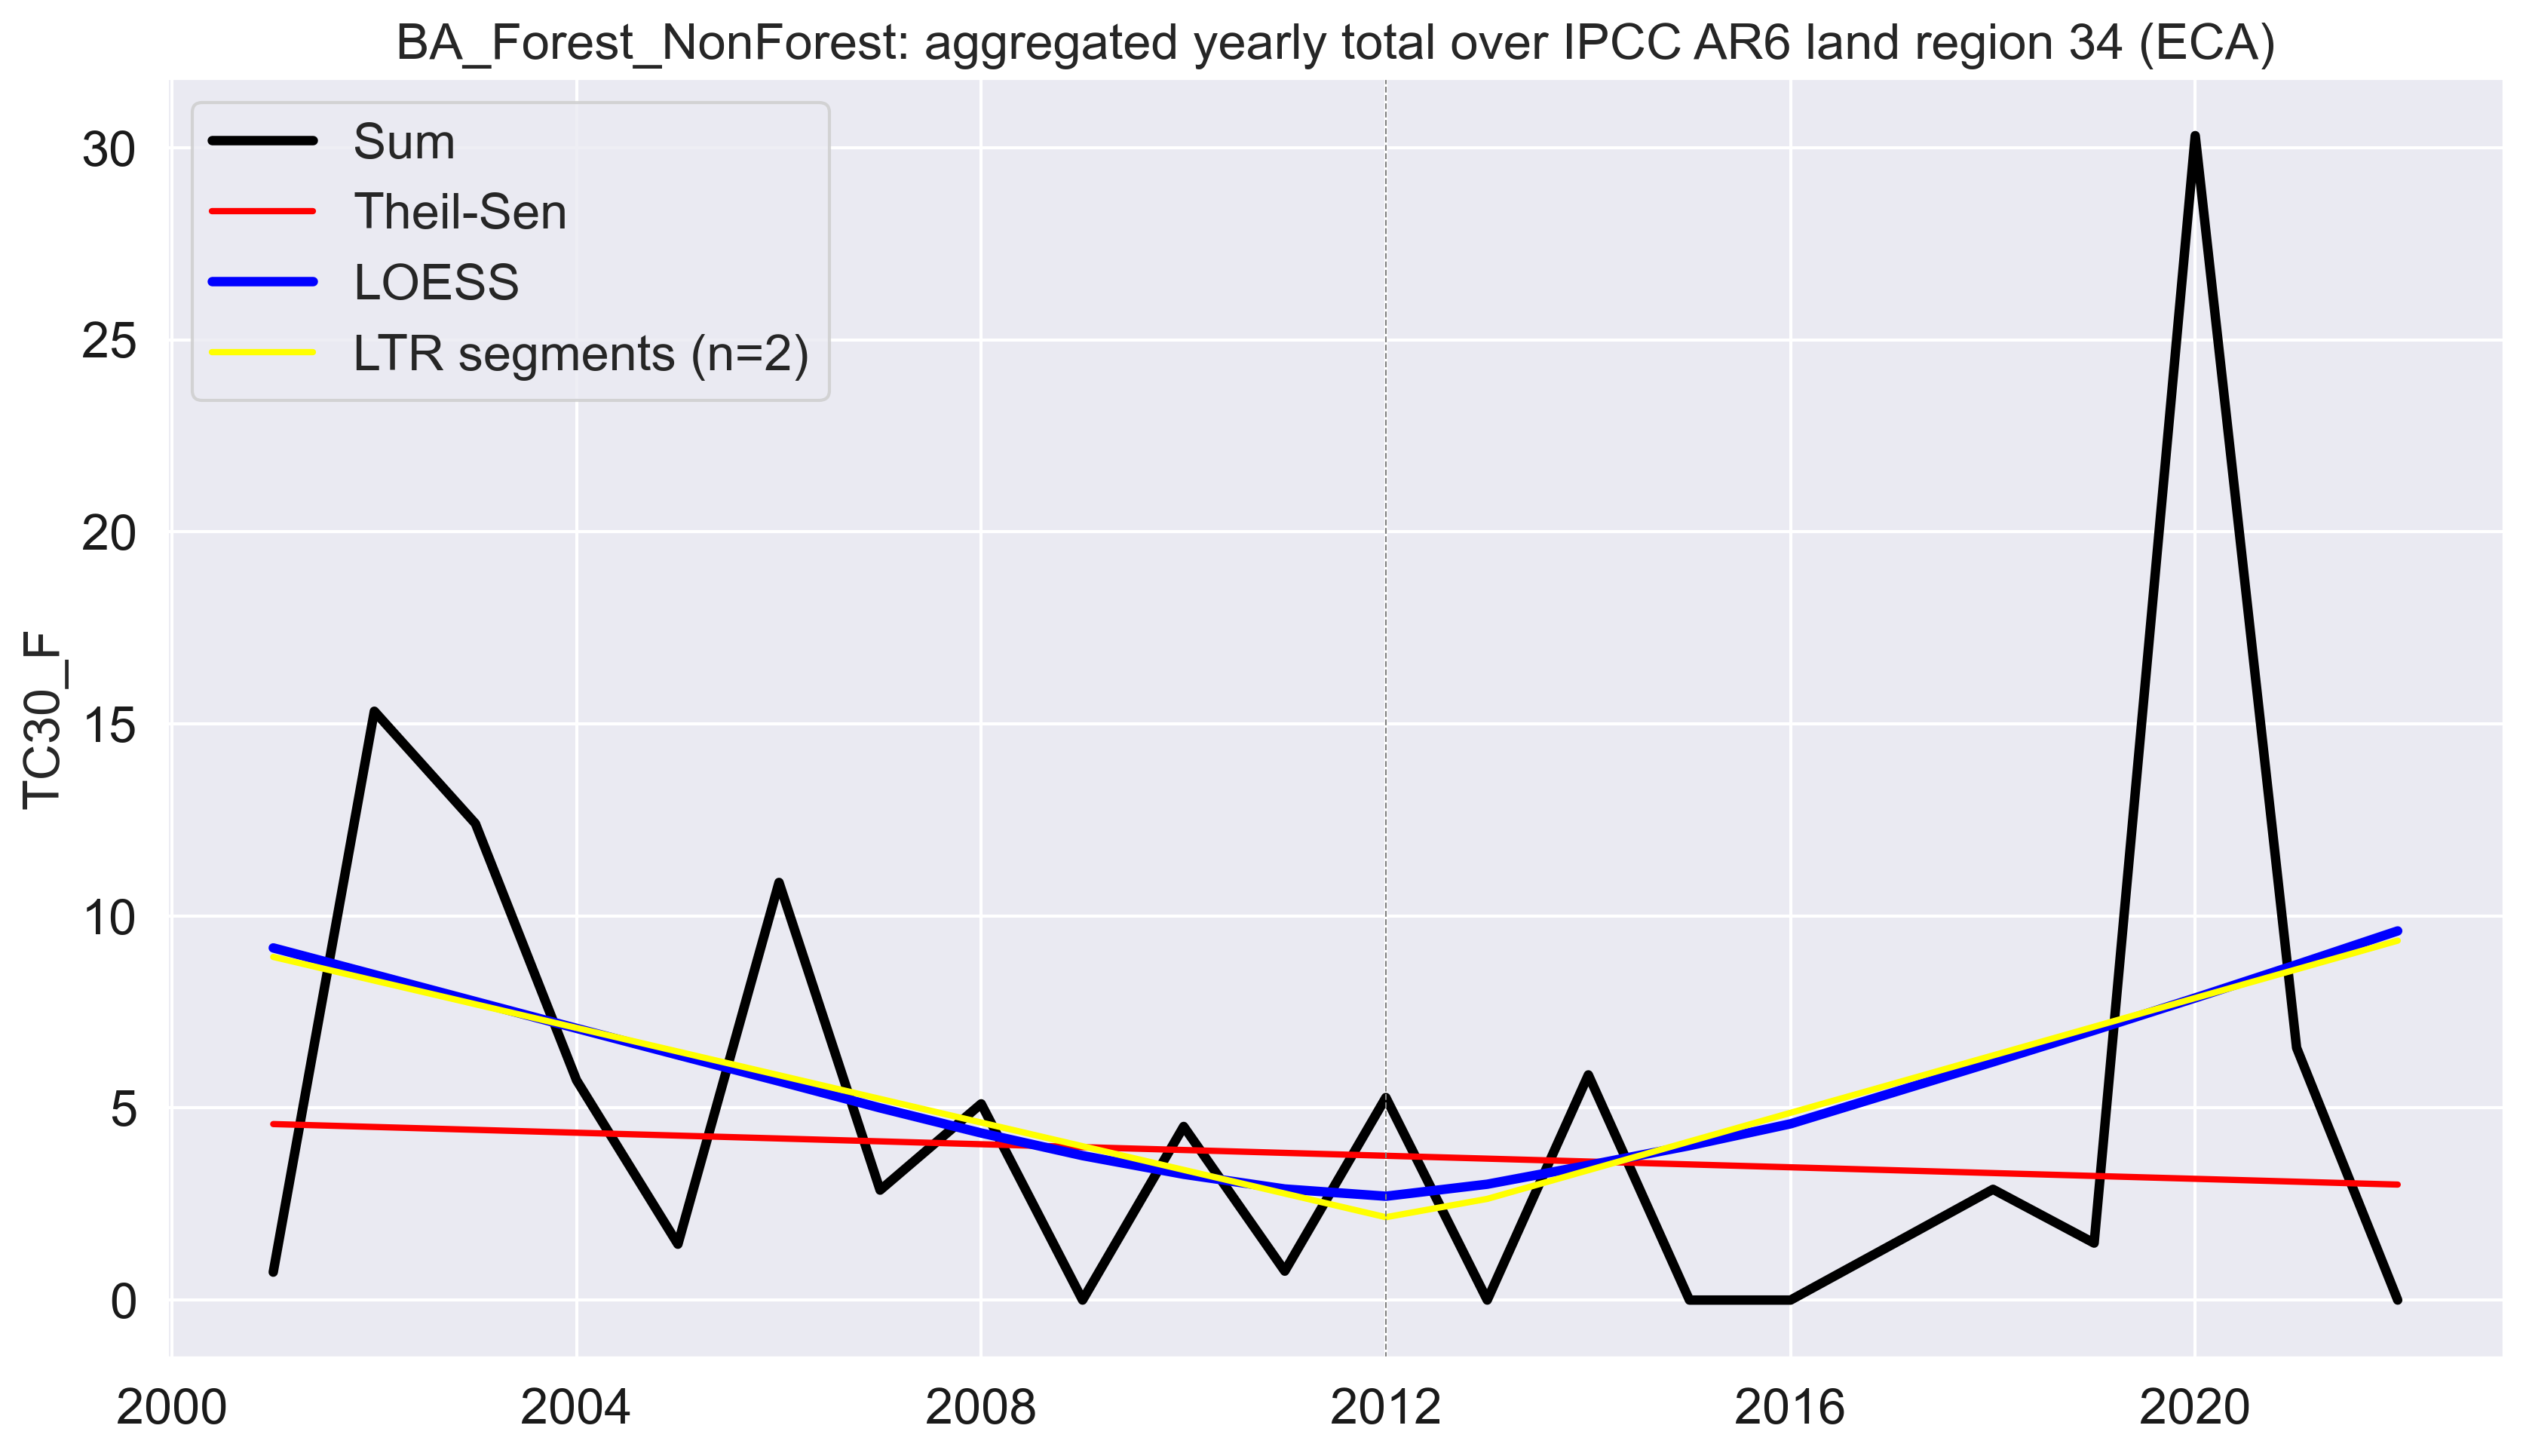 BA_Forest_NonForest: aggregated yearly total over IPCC AR6 land region 34 (ECA)
Sum
Theil-Sen
LOESS
LTR segments (n=2)
TC30_F
30
25
20
15
10
5
0
2000
2004
2008
2012
2016
2020